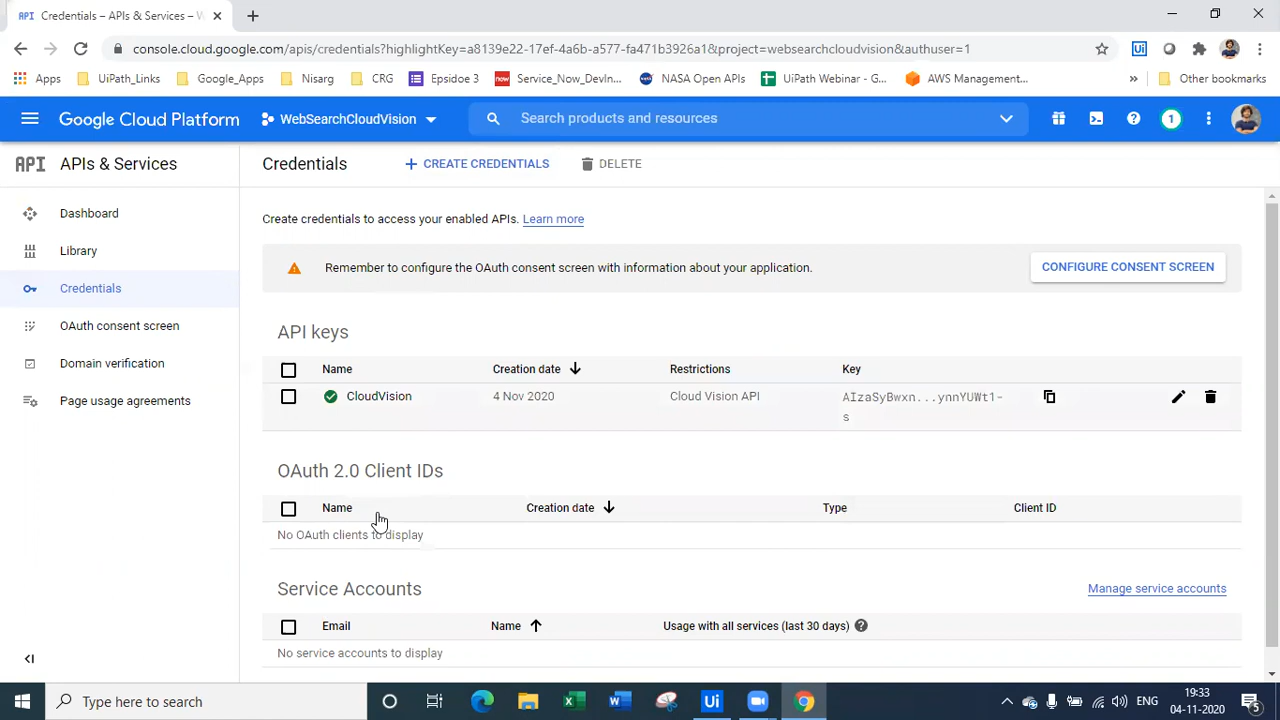 API Credentials – APIs & Services – W
console.cloud.google.com/apis/credentials?highlightKey=a8139e22-17ef-4a6b-a577-fa471b3926a1&project=websearchcloudvision&authuser=1
Apps UiPath_Links Google_Apps Nisarg CRG Epsidoe 3 new Service_Now_DevIn... NASA Open APIs UiPath Webinar - G... AWS Management... » Other bookmarks
Google Cloud Platform WebSearchCloudVision Search products and resources 1
API APIs & Services Credentials + CREATE CREDENTIALS DELETE
Dashboard
Library
Credentials
OAuth consent screen
Domain verification
Page usage agreements
Create credentials to access your enabled APIs. Learn more
Remember to configure the OAuth consent screen with information about your application. CONFIGURE CONSENT SCREEN
API keys
Name Creation date Restrictions Key
CloudVision 4 Nov 2020 Cloud Vision API AIzaSyBwxn...ynnYUWt1-
s
OAuth 2.0 Client IDs
Name Creation date Type Client ID
No OAuth clients to display
Service Accounts Manage service accounts
Email Name Usage with all services (last 30 days)
No service accounts to display
Type here to search Ui ENG 19:33
04-11-2020 5